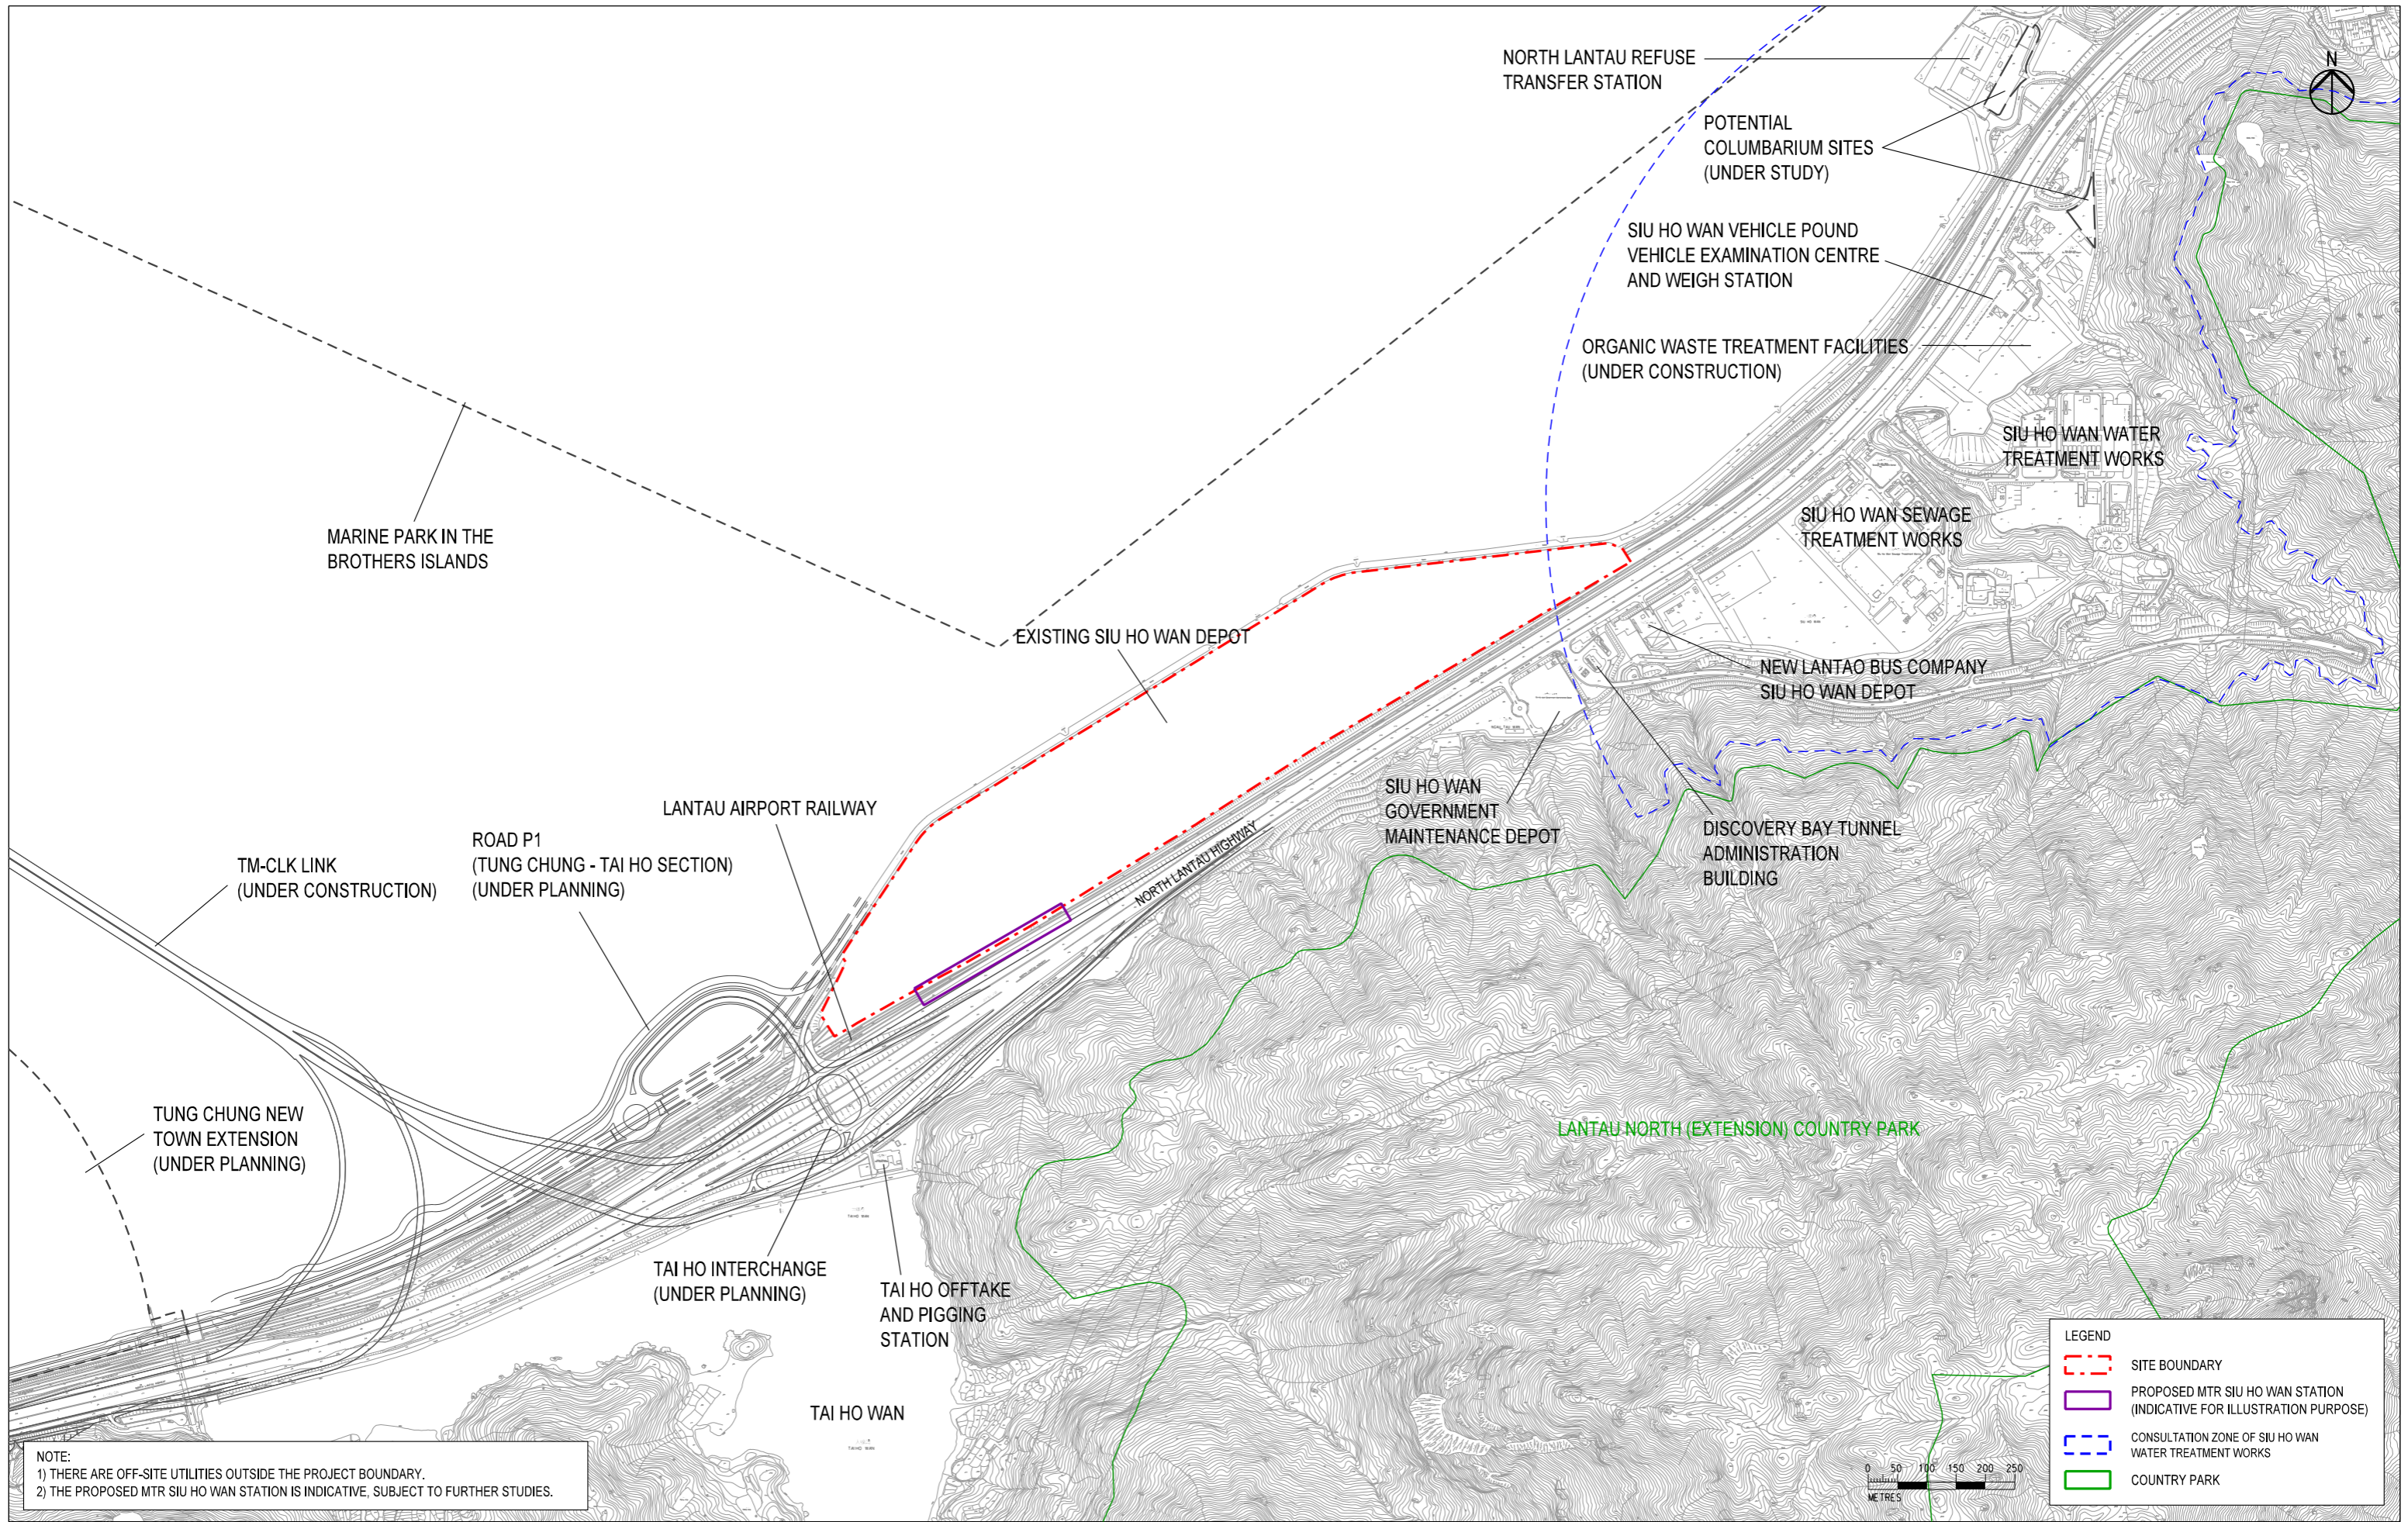 NORTH LANTAU REFUSE
TRANSFER STATION
N
POTENTIAL
COLUMBARIUM SITES
(UNDER STUDY)
SIU HO WAN VEHICLE POUND
VEHICLE EXAMINATION CENTRE
AND WEIGH STATION
ORGANIC WASTE TREATMENT FACILITIES
(UNDER CONSTRUCTION)
SIU HO WAN WATER
TREATMENT WORKS
SIU HO WAN SEWAGE
TREATMENT WORKS
MARINE PARK IN THE
BROTHERS ISLANDS
EXISTING SIU HO WAN DEPOT
NEW LANTAO BUS COMPANY
SIU HO WAN DEPOT
SIU HO WAN
GOVERNMENT
MAINTENANCE DEPOT
DISCOVERY BAY TUNNEL
ADMINISTRATION
BUILDING
LANTAU AIRPORT RAILWAY
NORTH LANTAU HIGHWAY
ROAD P1
(TUNG CHUNG - TAI HO SECTION)
(UNDER PLANNING)
TM-CLK LINK
(UNDER CONSTRUCTION)
TUNG CHUNG NEW
TOWN EXTENSION
(UNDER PLANNING)
LANTAU NORTH (EXTENSION) COUNTRY PARK
TAI HO INTERCHANGE
(UNDER PLANNING)
TAI HO OFFTAKE
AND PIGGING
STATION
TAI HO WAN
NOTE:
1) THERE ARE OFF-SITE UTILITIES OUTSIDE THE PROJECT BOUNDARY.
2) THE PROPOSED MTR SIU HO WAN STATION IS INDICATIVE, SUBJECT TO FURTHER STUDIES.
0 50 100 150 200 250
METRES
LEGEND
SITE BOUNDARY
PROPOSED MTR SIU HO WAN STATION
(INDICATIVE FOR ILLUSTRATION PURPOSE)
CONSULTATION ZONE OF SIU HO WAN
WATER TREATMENT WORKS
COUNTRY PARK